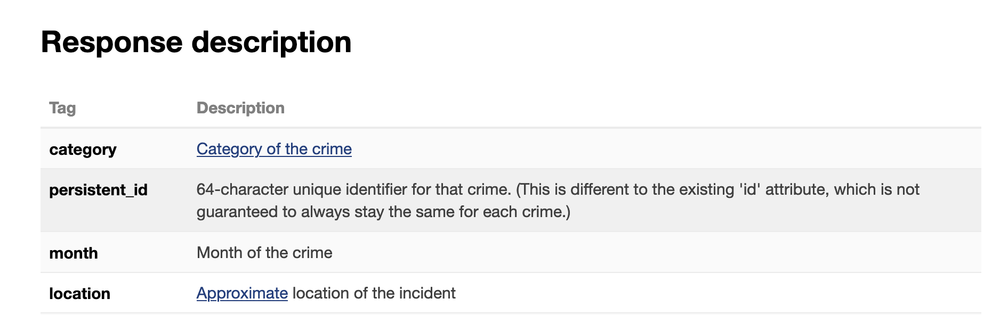 Response description
Tag Description
category Category of the crime
persistent_id 64-character unique identifier for that crime. (This is different to the existing 'id' attribute, which is not
guaranteed to always stay the same for each crime.)
month Month of the crime
location Approximate location of the incident